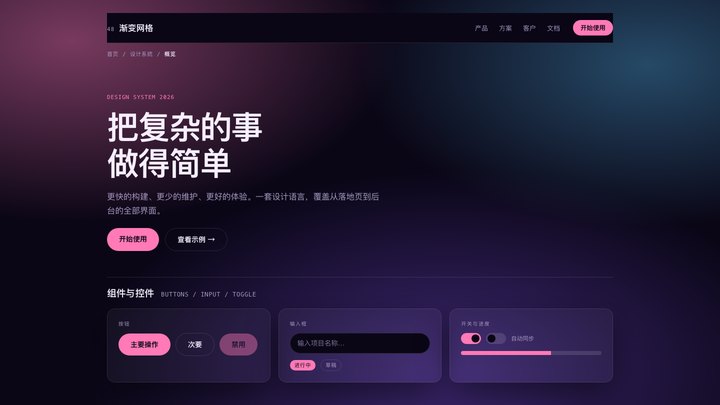 48 渐变网格
产品 方案 客户 文档 开始使用
首页 / 设计系统 / 概览
DESIGN SYSTEM 2026
把复杂的事
做得简单
更快的构建、更少的维护、更好的体验。一套设计语言，覆盖从落地页到后
台的全部界面。
开始使用 查看示例 →
组件与控件 BUTTONS / INPUT / TOGGLE
按钮
主要操作 次要 禁用
输入框
输入项目名称…
进行中 草稿
开关与进度
自动同步